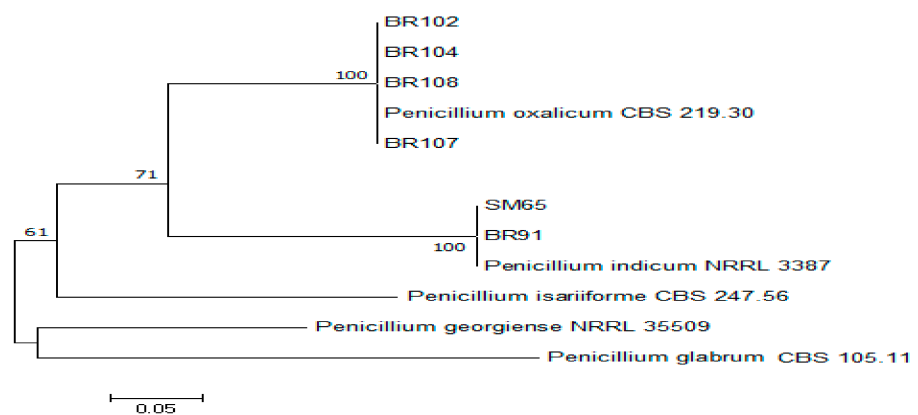 BR102
BR104
100
BR108
Penicillium oxalicum CBS 219.30
BR107
71
SM65
61
BR91
100
Penicillium indicum NRRL 3387
Penicillium isariiforme CBS 247.56
Penicillium georgiense NRRL 35509
Penicillium glabrum CBS 105.11
0.05